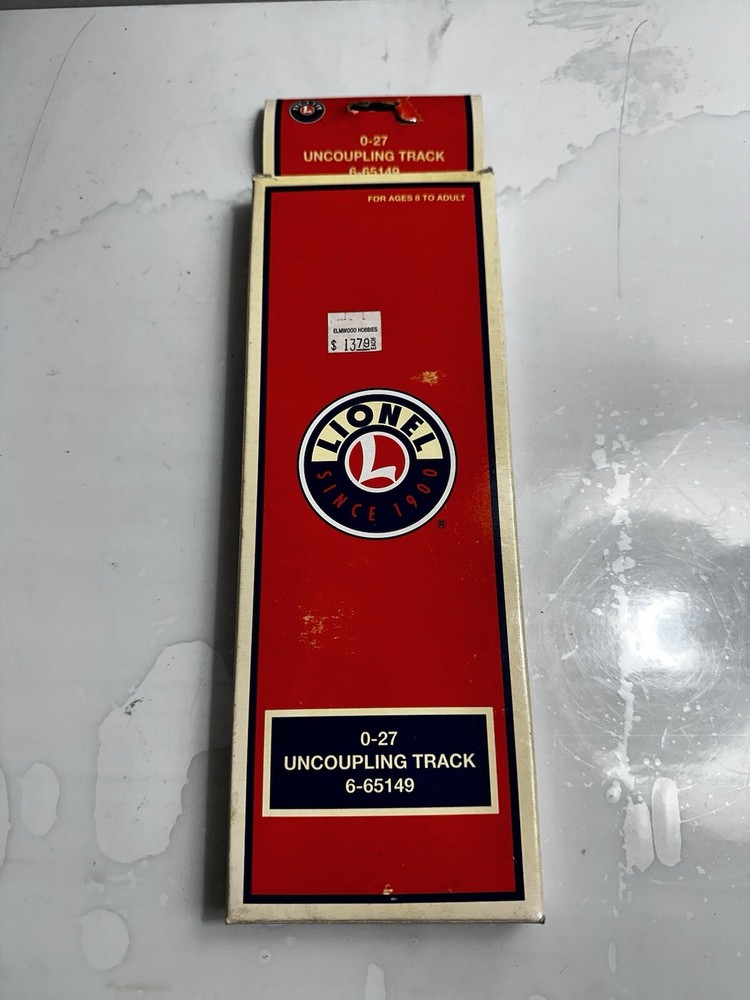 0-27
UNCOUPLING TRACK
6-65149
FOR AGES 8 TO ADULT
ELMWOOD HOBBIES
$ 13.79 EACH
LIONEL
L
SINCE 1900
®
0-27
UNCOUPLING TRACK
6-65149